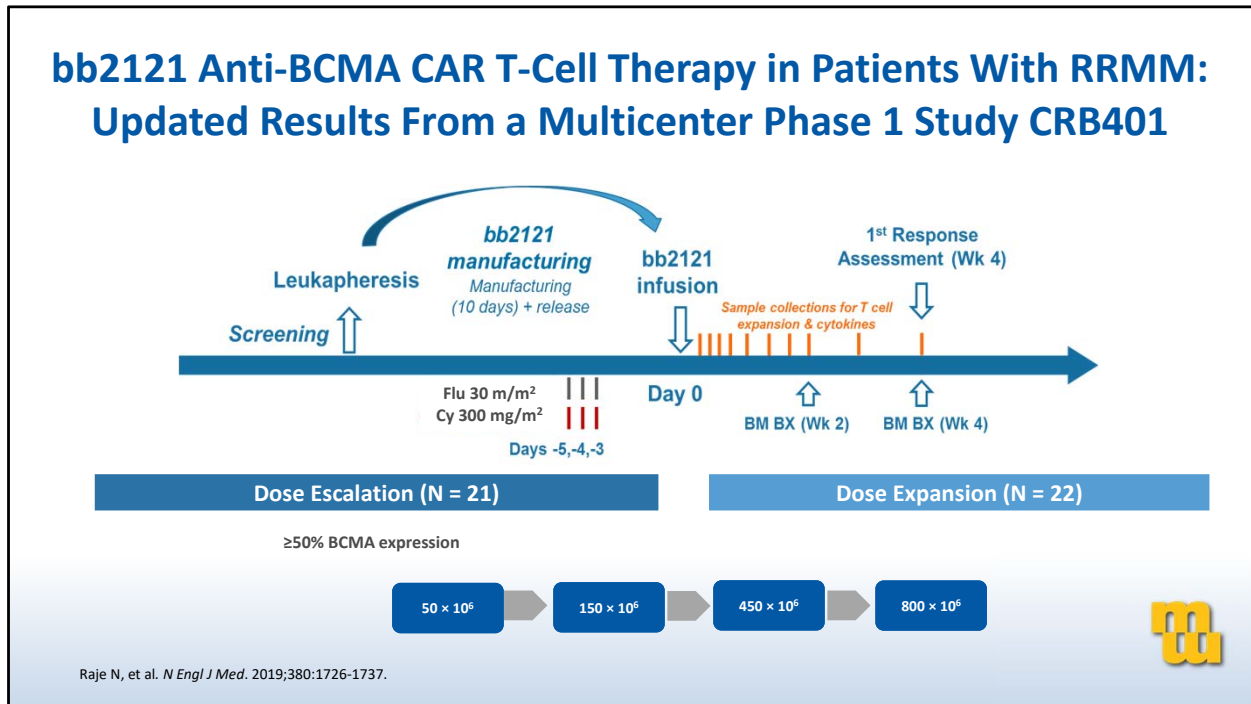 bb2121 Anti-BCMA CAR T-Cell Therapy in Patients With RRMM:
Updated Results From a Multicenter Phase 1 Study CRB401
Screening
Leukapheresis
bb2121
manufacturing
Manufacturing
(10 days) + release
bb2121
infusion
1st Response
Assessment (Wk 4)
Sample collections for T cell
expansion & cytokines
Flu 30 m/m²
Cy 300 mg/m²
Days -5,-4,-3
Day 0
BM BX (Wk 2)
BM BX (Wk 4)
Dose Escalation (N = 21)
Dose Expansion (N = 22)
≥50% BCMA expression
50 × 10⁶
150 × 10⁶
450 × 10⁶
800 × 10⁶
Raje N, et al. N Engl J Med. 2019;380:1726-1737.